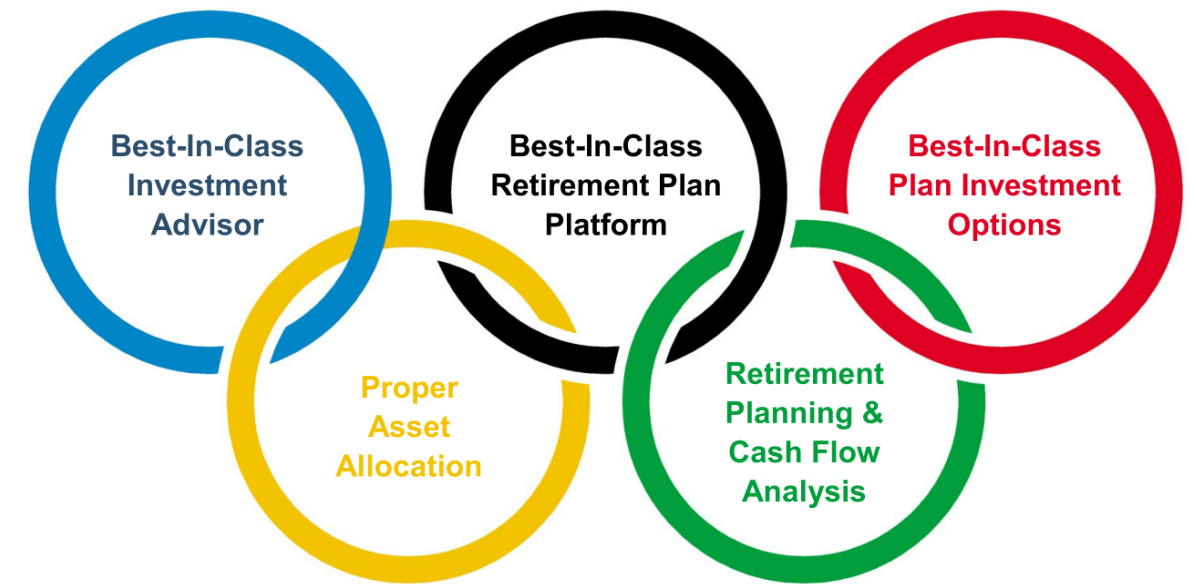 Best-In-Class
Investment
Advisor
Best-In-Class
Retirement Plan
Platform
Best-In-Class
Plan Investment
Options
Proper
Asset
Allocation
Retirement
Planning &
Cash Flow
Analysis